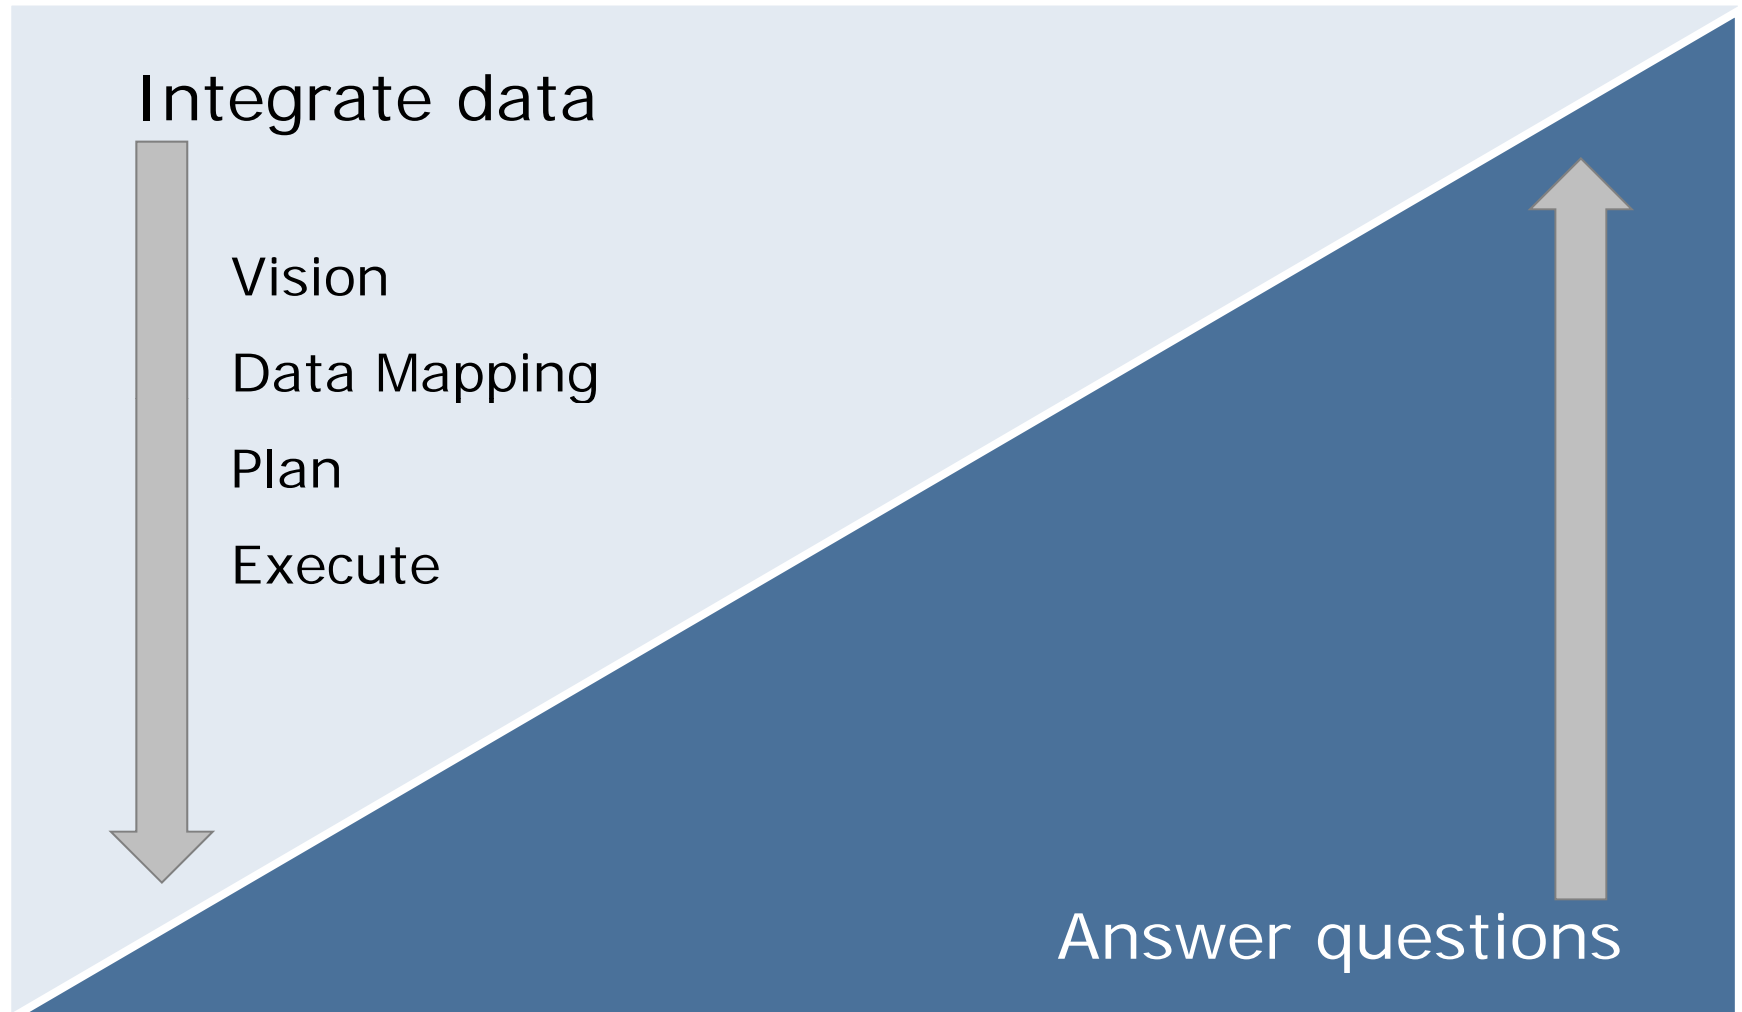 Integrate data
Vision
Data Mapping
Plan
Execute
Answer questions